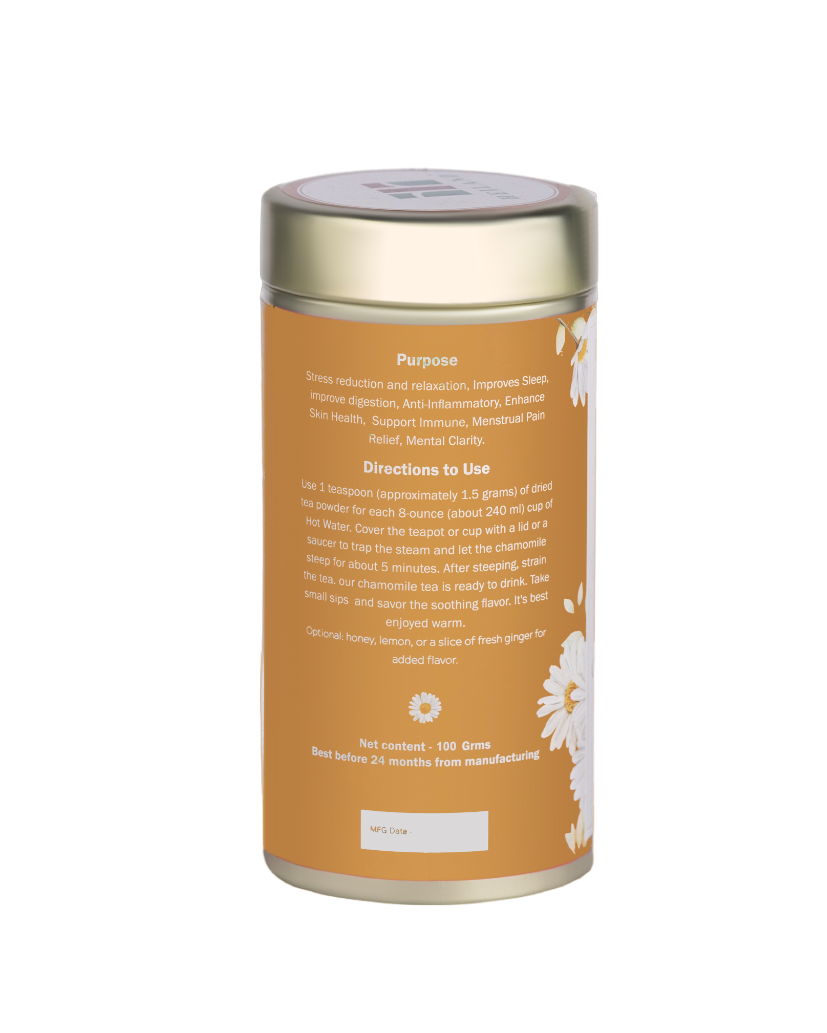 Purpose
Stress reduction and relaxation, Improves Sleep,
improve digestion, Anti-Inflammatory, Enhance
Skin Health, Support Immune, Menstrual Pain
Relief, Mental Clarity.
Directions to Use
Use 1 teaspoon (approximately 1.5 grams) of dried
tea powder for each 8-ounce (about 240 ml) cup of
Hot Water. Cover the teapot or cup with a lid or a
saucer to trap the steam and let the chamomile
steep for about 5 minutes. After steeping, strain
the tea. our chamomile tea is ready to drink. Take
small sips and savor the soothing flavor. It's best
enjoyed warm.
Optional: honey, lemon, or a slice of fresh ginger for
added flavor.
Net content - 100 Grms
Best before 24 months from manufacturing
MFG Date -